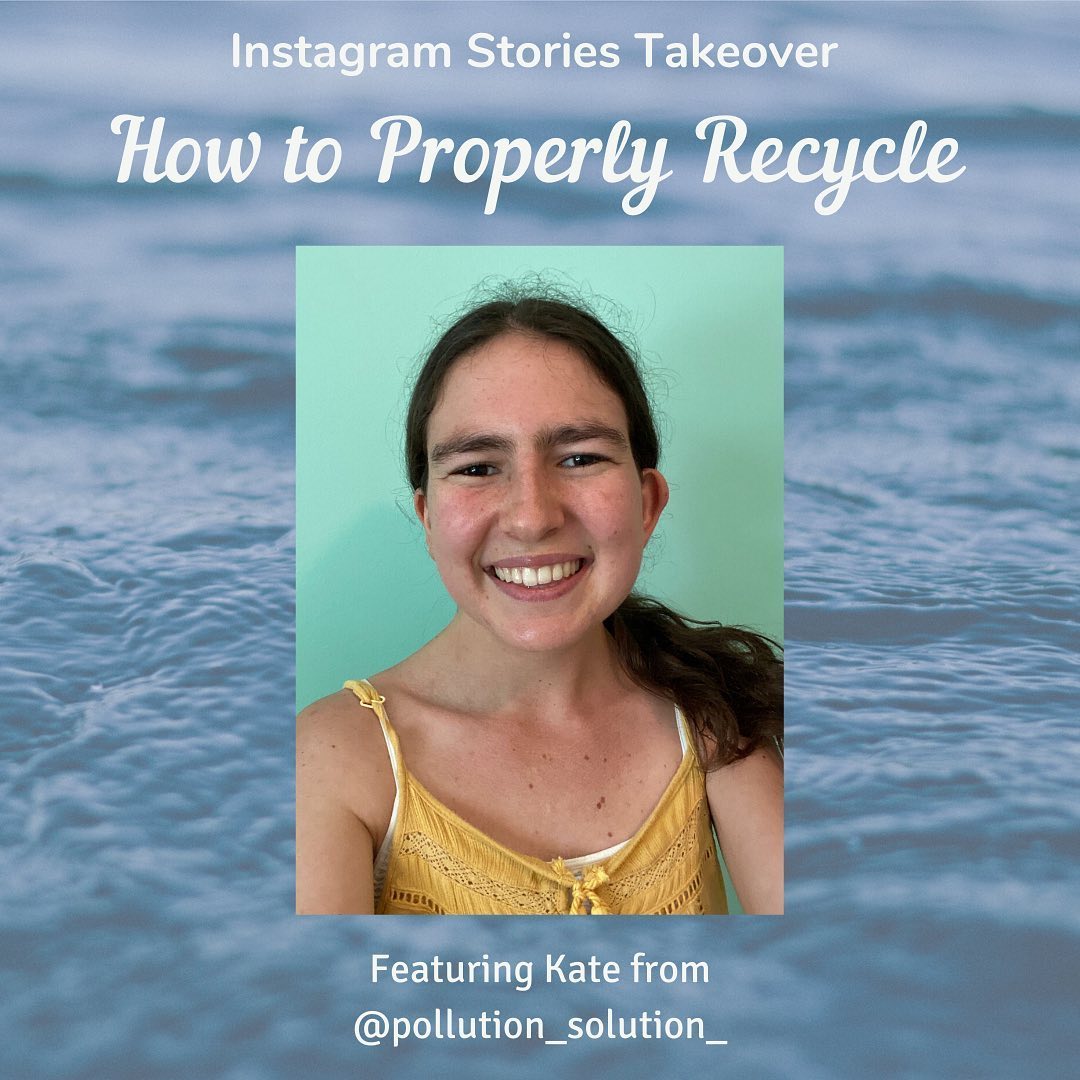 Instagram Stories Takeover
How to Properly Recycle
Featuring Kate from
@pollution_solution_